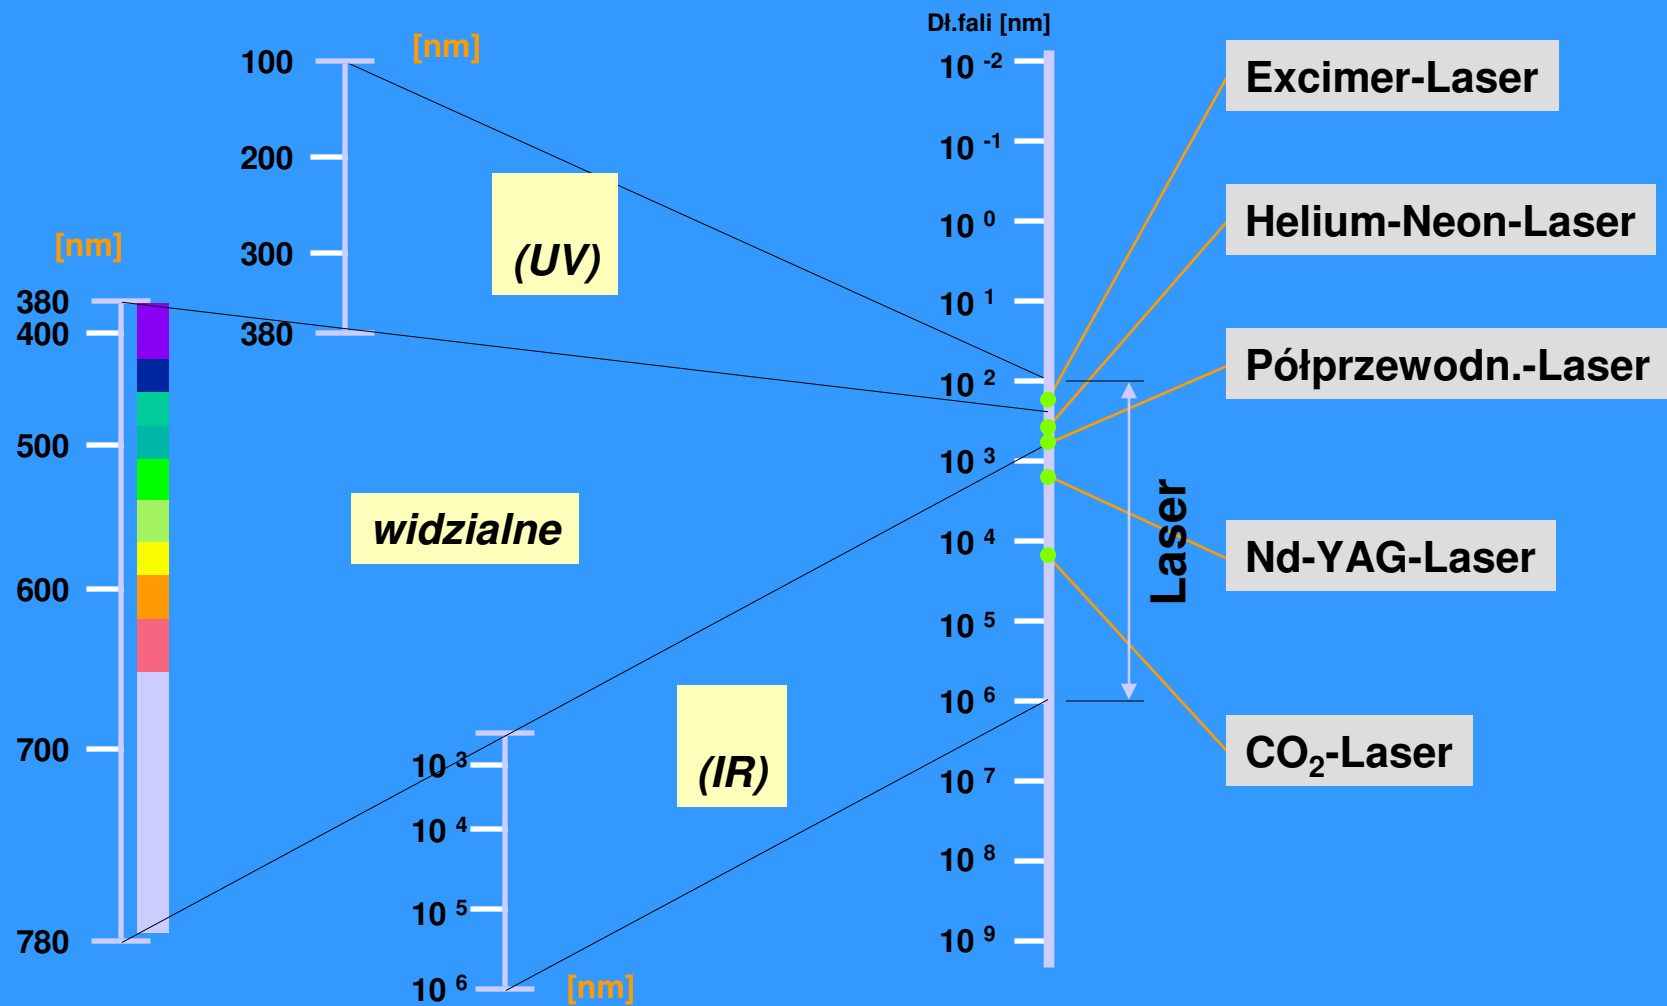 [nm]
380
400
500
600
700
780
[nm]
100
200
300
380
(UV)
widzialne
10 3
10 4
10 5
10 6
[nm]
(IR)
Dł.fali [nm]
10 -2
10 -1
10 0
10 1
10 2
10 3
10 4
10 5
10 6
10 7
10 8
10 9
Laser
Excimer-Laser
Helium-Neon-Laser
Półprzewodn.-Laser
Nd-YAG-Laser
CO2-Laser